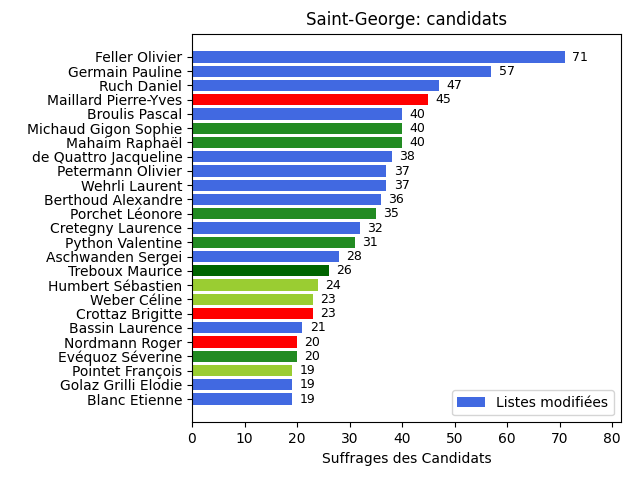 Saint-George: candidats
Feller Olivier 71
Germain Pauline 57
Ruch Daniel 47
Maillard Pierre-Yves 45
Broulis Pascal 40
Michaud Gigon Sophie 40
Mahaim Raphaël 40
de Quattro Jacqueline 38
Petermann Olivier 37
Wehrli Laurent 37
Berthoud Alexandre 36
Porchet Léonore 35
Cretegny Laurence 32
Python Valentine 31
Aschwanden Sergei 28
Treboux Maurice 26
Humbert Sébastien 24
Weber Céline 23
Crottaz Brigitte 23
Bassin Laurence 21
Nordmann Roger 20
Evéquoz Séverine 20
Pointet François 19
Golaz Grilli Elodie 19
Blanc Etienne 19
Listes modifiées
0 10 20 30 40 50 60 70 80
Suffrages des Candidats